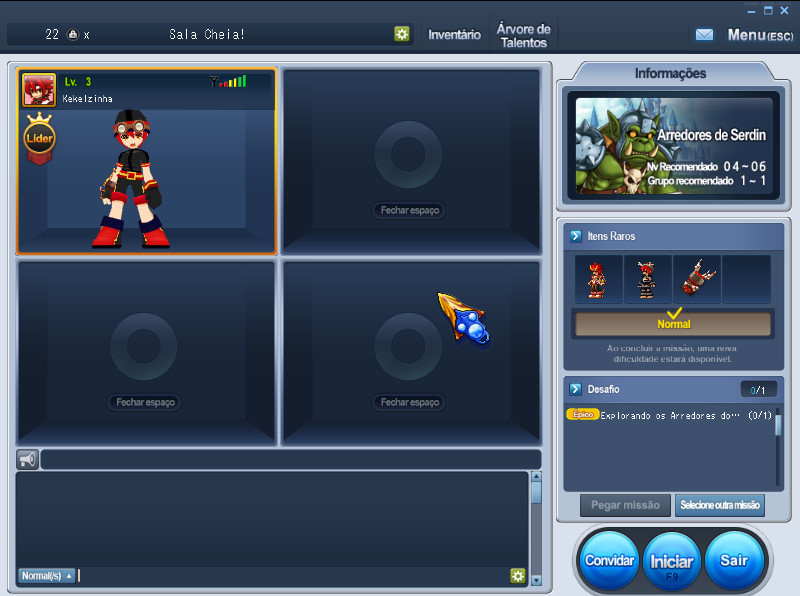 22 x
Sala Cheia!
Inventário
Árvore de
Talentos
Menu(ESC)
Lv. 3
Kekelzinha
Líder
Fechar espaço
Fechar espaço
Fechar espaço
Normal(/s)
Informações
Arredores de Serdin
Nv Recomendado 04~06
Grupo recomendado 1~1
Itens Raros
Normal
Ao concluir a missão, uma nova
dificuldade estará disponível.
Desafio 0/1
Épico Explorando os Arredores do… (0/1)
Pegar missão
Selecione outra missão
Convidar
Iniciar
F9
Sair